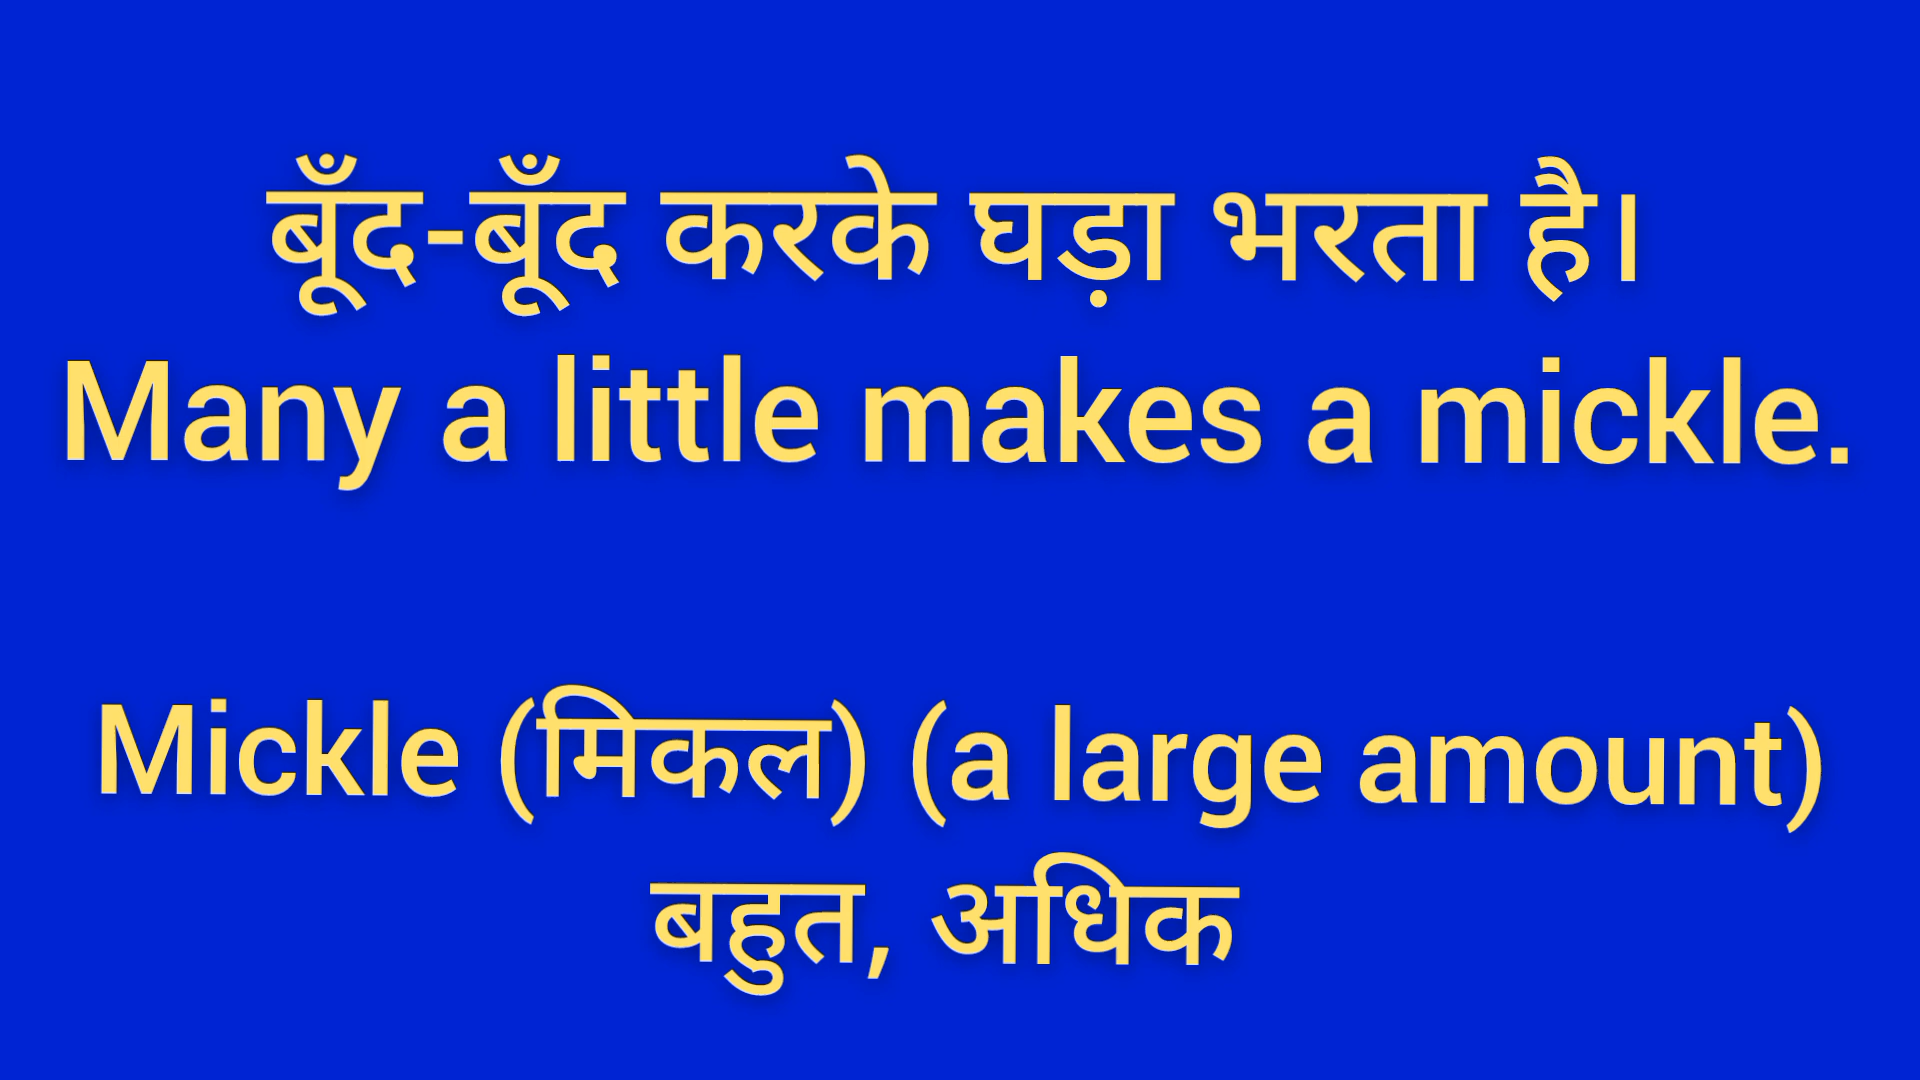 बूँद-बूँद करके घड़ा भरता है।
Many a little makes a mickle.
Mickle (मिकल) (a large amount)
बहुत, अधिक